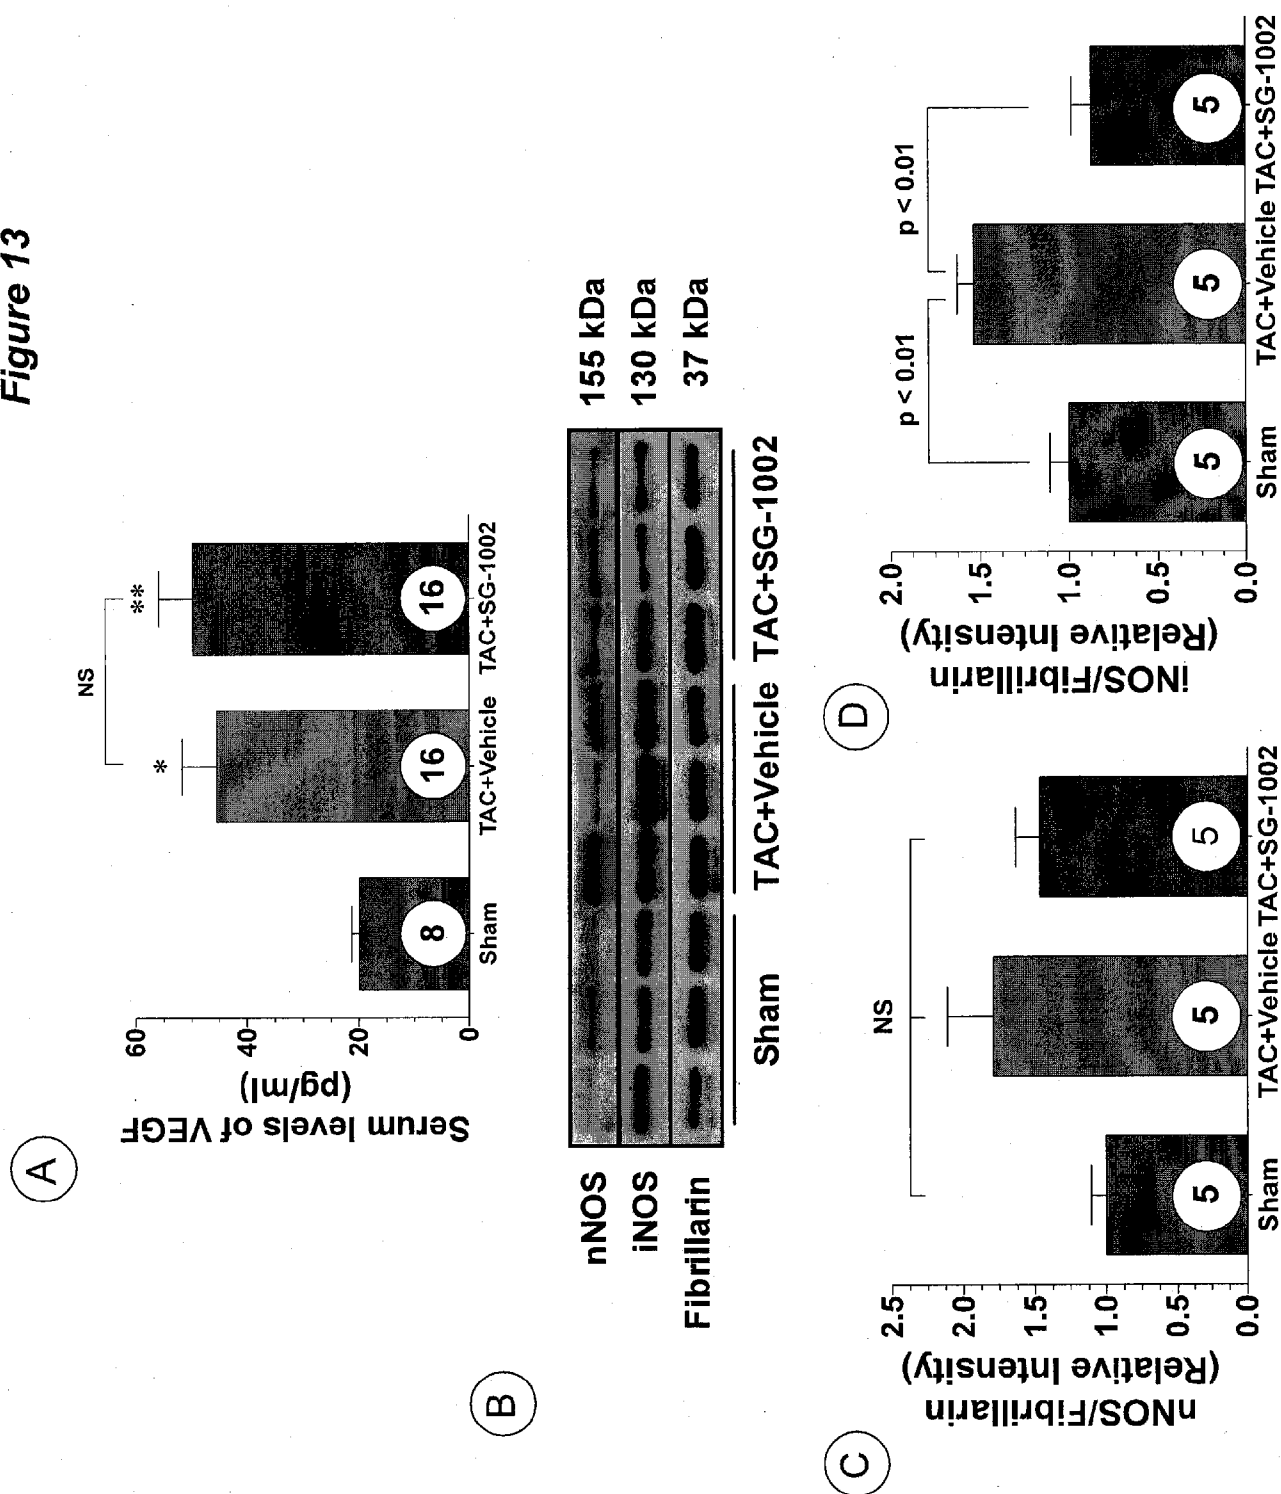 Figure 13
A
Serum levels of VEGF
(pg/ml)
60
40
20
0
NS
*
**
8
16
16
Sham
TAC+Vehicle
TAC+SG-1002
B
nNOS
155 kDa
iNOS
130 kDa
Fibrillarin
37 kDa
Sham
TAC+Vehicle
TAC+SG-1002
C
nNOS/Fibrillarin
(Relative Intensity)
2.5
2.0
1.5
1.0
0.5
0.0
NS
5
5
5
Sham
TAC+Vehicle
TAC+SG-1002
D
iNOS/Fibrillarin
(Relative Intensity)
2.0
1.5
1.0
0.5
0.0
p < 0.01
p < 0.01
5
5
5
Sham
TAC+Vehicle
TAC+SG-1002